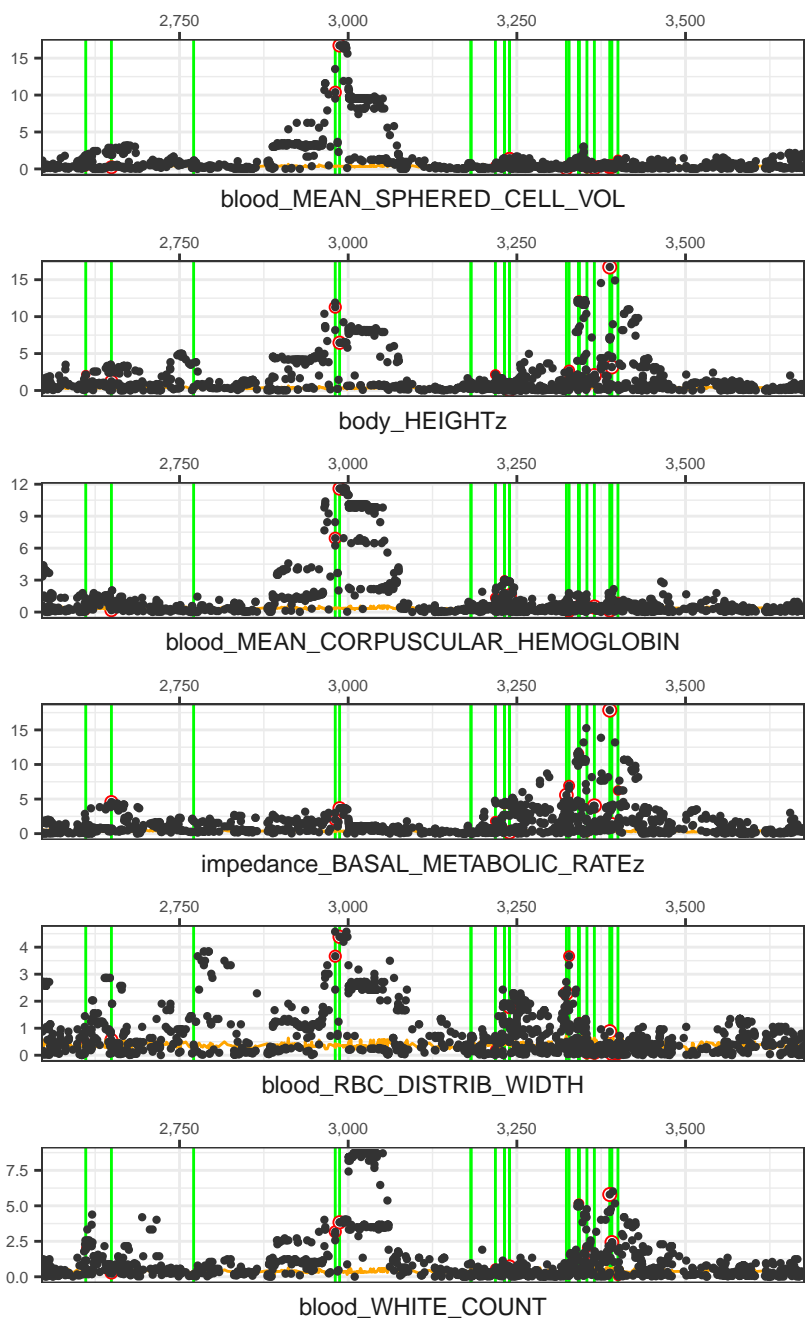 2,750 3,000 3,250 3,500
15
10
5
0
blood_MEAN_SPHERED_CELL_VOL
2,750 3,000 3,250 3,500
15
10
5
0
body_HEIGHTz
2,750 3,000 3,250 3,500
12
9
6
3
0
blood_MEAN_CORPUSCULAR_HEMOGLOBIN
2,750 3,000 3,250 3,500
15
10
5
0
impedance_BASAL_METABOLIC_RATEz
2,750 3,000 3,250 3,500
4
3
2
1
0
blood_RBC_DISTRIB_WIDTH
2,750 3,000 3,250 3,500
7.5
5.0
2.5
0.0
blood_WHITE_COUNT